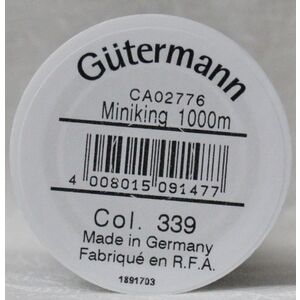 Gütermann
CA02776
Miniking 1000m
4 008015 091477
Col. 339
Made in Germany
Fabriqué en R.F.A.
1891703